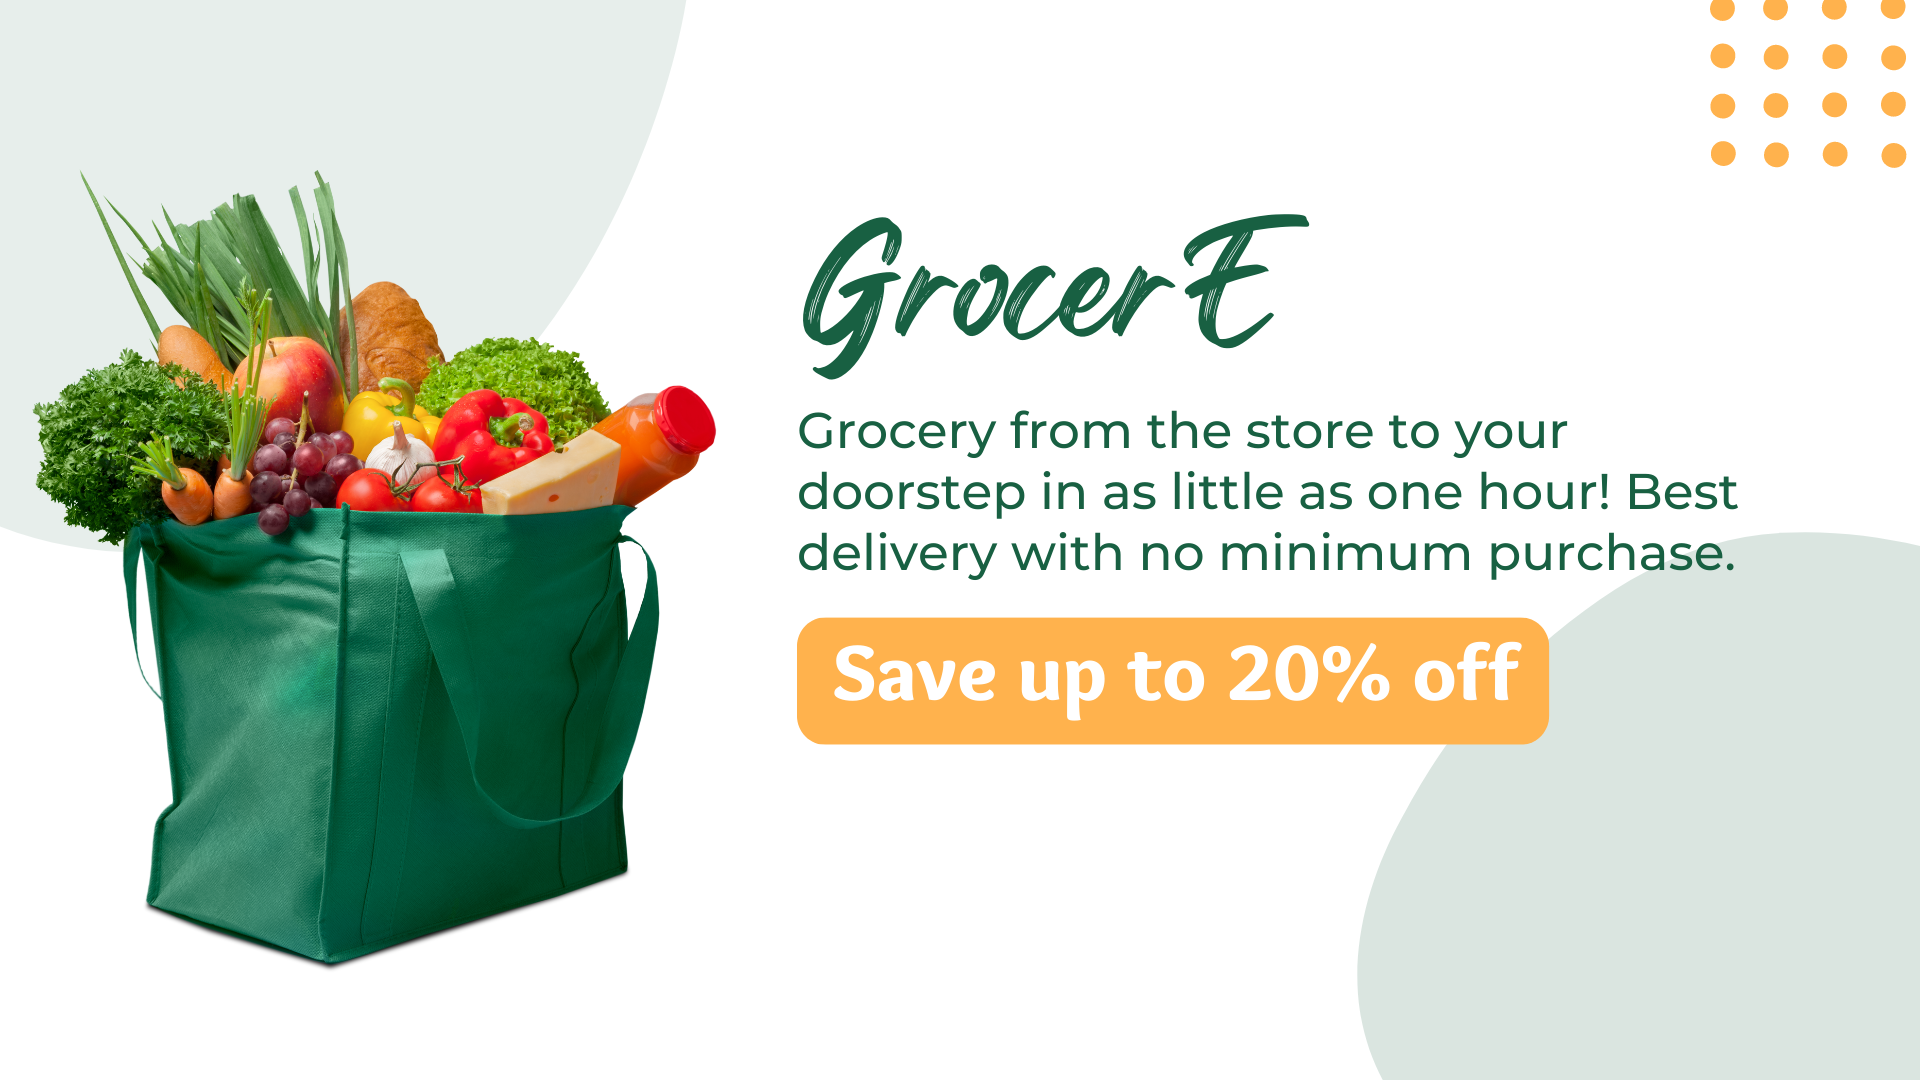 GrocerE
Grocery from the store to your
doorstep in as little as one hour! Best
delivery with no minimum purchase.
Save up to 20% off